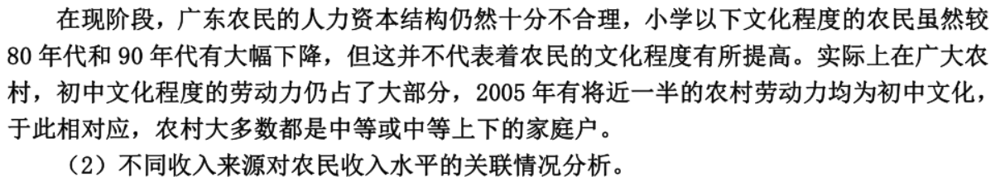 在现阶段，广东农民的人力资本结构仍然十分不合理，小学以下文化程度的农民虽然较
80 年代和 90 年代有大幅下降，但这并不代表着农民的文化程度有所提高。实际上在广大农
村，初中文化程度的劳动力仍占了大部分，2005 年有将近一半的农村劳动力均为初中文化，
于此相对应，农村大多数都是中等或中等上下的家庭户。
（2）不同收入来源对农民收入水平的关联情况分析。